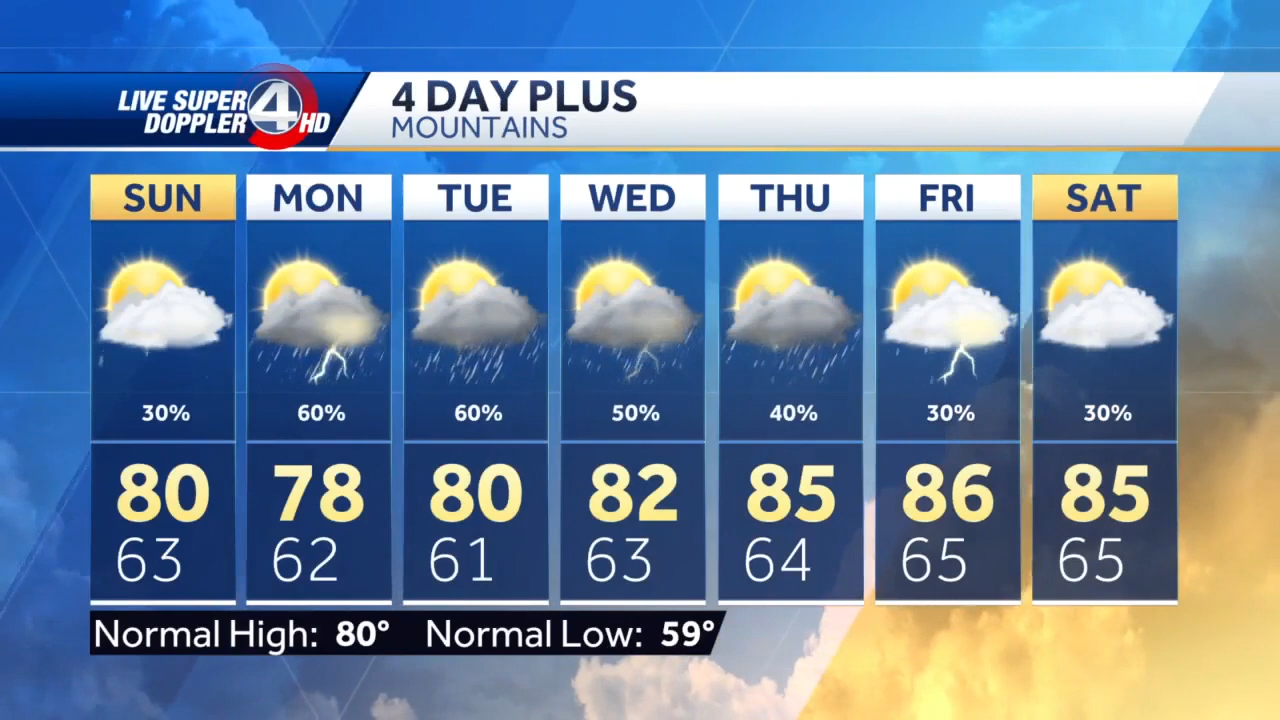 LIVE SUPER
DOPPLER 4 HD
4 DAY PLUS
MOUNTAINS
SUN MON TUE WED THU FRI SAT
30% 60% 60% 50% 40% 30% 30%
80 78 80 82 85 86 85
63 62 61 63 64 65 65
Normal High: 80° Normal Low: 59°